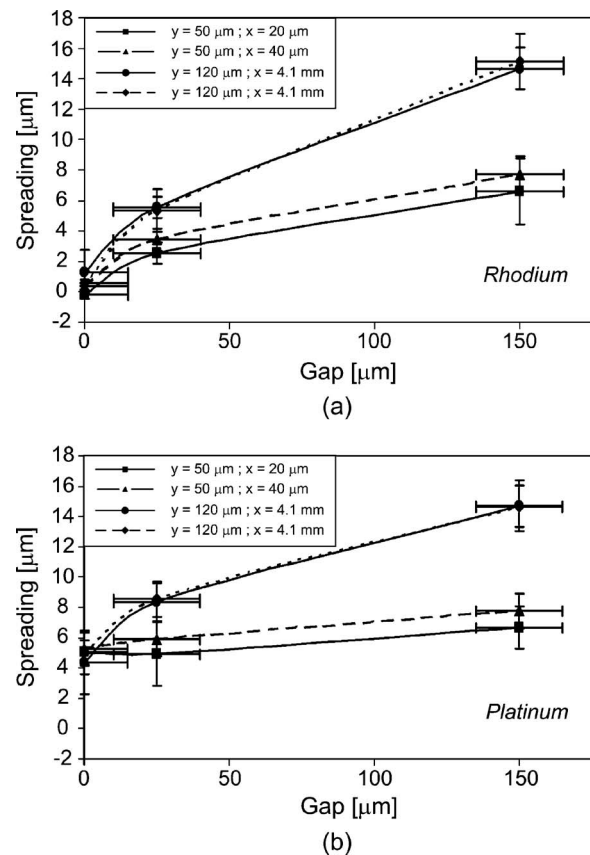 18
16
14
12
10
8
6
4
2
0
-2
Spreading [μm]
y = 50 μm ; x = 20 μm
y = 50 μm ; x = 40 μm
y = 120 μm ; x = 4.1 mm
y = 120 μm ; x = 4.1 mm
Rhodium
0 50 100 150
Gap [μm]
(a)
18
16
14
12
10
8
6
4
2
0
-2
Spreading [μm]
y = 50 μm ; x = 20 μm
y = 50 μm ; x = 40 μm
y = 120 μm ; x = 4.1 mm
y = 120 μm ; x = 4.1 mm
Platinum
0 50 100 150
Gap [μm]
(b)